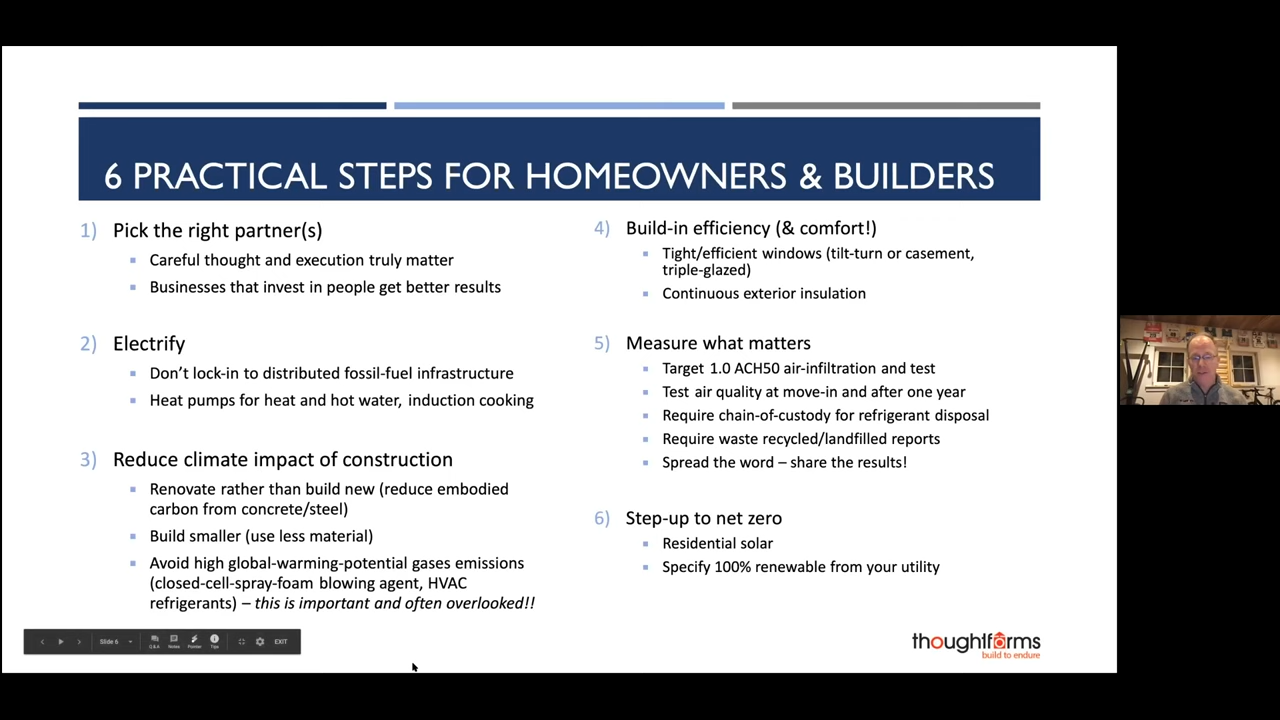 6 PRACTICAL STEPS FOR HOMEOWNERS & BUILDERS
1) Pick the right partner(s)
Careful thought and execution truly matter
Businesses that invest in people get better results
2) Electrify
Don't lock-in to distributed fossil-fuel infrastructure
Heat pumps for heat and hot water, induction cooking
3) Reduce climate impact of construction
Renovate rather than build new (reduce embodied
carbon from concrete/steel)
Build smaller (use less material)
Avoid high global-warming-potential gases emissions
(closed-cell-spray-foam blowing agent, HVAC
refrigerants) – this is important and often overlooked!!
4) Build-in efficiency (& comfort!)
Tight/efficient windows (tilt-turn or casement,
triple-glazed)
Continuous exterior insulation
5) Measure what matters
Target 1.0 ACH50 air-infiltration and test
Test air quality at move-in and after one year
Require chain-of-custody for refrigerant disposal
Require waste recycled/landfilled reports
Spread the word – share the results!
6) Step-up to net zero
Residential solar
Specify 100% renewable from your utility
Slide 6
Q&A Notes Pointer Tips
EXIT
thoughtforms
build to endure